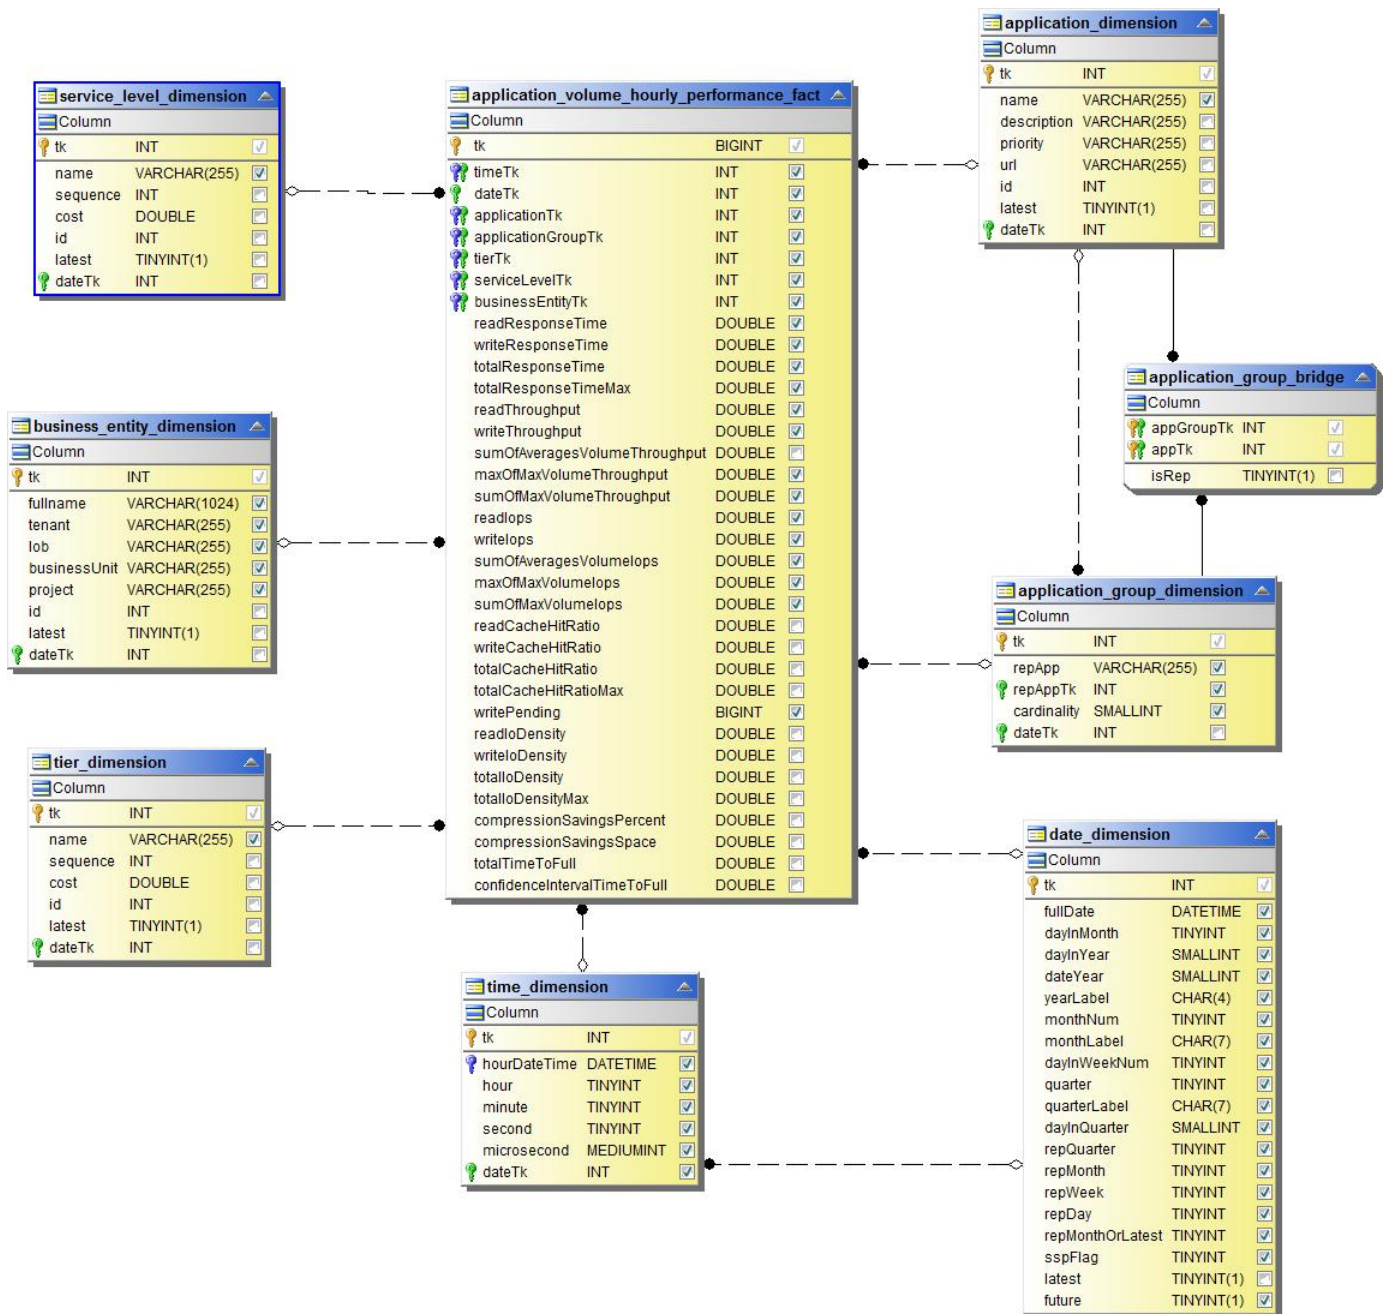 service_level_dimension
Column
tk INT
name VARCHAR(255)
sequence INT
cost DOUBLE
id INT
latest TINYINT(1)
dateTk INT
business_entity_dimension
Column
tk INT
fullname VARCHAR(1024)
tenant VARCHAR(255)
lob VARCHAR(255)
businessUnit VARCHAR(255)
project VARCHAR(255)
id INT
latest TINYINT(1)
dateTk INT
tier_dimension
Column
tk INT
name VARCHAR(255)
sequence INT
cost DOUBLE
id INT
latest TINYINT(1)
dateTk INT
application_volume_hourly_performance_fact
Column
tk BIGINT
timeTk INT
dateTk INT
applicationTk INT
applicationGroupTk INT
tierTk INT
serviceLevelTk INT
businessEntityTk INT
readResponseTime DOUBLE
writeResponseTime DOUBLE
totalResponseTime DOUBLE
totalResponseTimeMax DOUBLE
readThroughput DOUBLE
writeThroughput DOUBLE
sumOfAveragesVolumeThroughput DOUBLE
maxOfMaxVolumeThroughput DOUBLE
sumOfMaxVolumeThroughput DOUBLE
readIops DOUBLE
writeIops DOUBLE
sumOfAveragesVolumeIops DOUBLE
maxOfMaxVolumeIops DOUBLE
sumOfMaxVolumeIops DOUBLE
readCacheHitRatio DOUBLE
writeCacheHitRatio DOUBLE
totalCacheHitRatio DOUBLE
totalCacheHitRatioMax DOUBLE
writePending BIGINT
readIoDensity DOUBLE
writeIoDensity DOUBLE
totalIoDensity DOUBLE
totalIoDensityMax DOUBLE
compressionSavingsPercent DOUBLE
compressionSavingsSpace DOUBLE
totalTimeToFull DOUBLE
confidenceIntervalTimeToFull DOUBLE
time_dimension
Column
tk INT
hourDateTime DATETIME
hour TINYINT
minute TINYINT
second TINYINT
microsecond MEDIUMINT
dateTk INT
application_dimension
Column
tk INT
name VARCHAR(255)
description VARCHAR(255)
priority VARCHAR(255)
url VARCHAR(255)
id INT
latest TINYINT(1)
dateTk INT
application_group_bridge
Column
appGroupTk INT
appTk INT
isRep TINYINT(1)
application_group_dimension
Column
tk INT
repApp VARCHAR(255)
repAppTk INT
cardinality SMALLINT
dateTk INT
date_dimension
Column
tk INT
fullDate DATETIME
dayInMonth TINYINT
dayInYear SMALLINT
dateYear SMALLINT
yearLabel CHAR(4)
monthNum TINYINT
monthLabel CHAR(7)
dayInWeekNum TINYINT
quarter TINYINT
quarterLabel CHAR(7)
dayInQuarter SMALLINT
repQuarter TINYINT
repMonth TINYINT
repWeek TINYINT
repDay TINYINT
repMonthOrLatest TINYINT
sspFlag TINYINT
latest TINYINT(1)
future TINYINT(1)